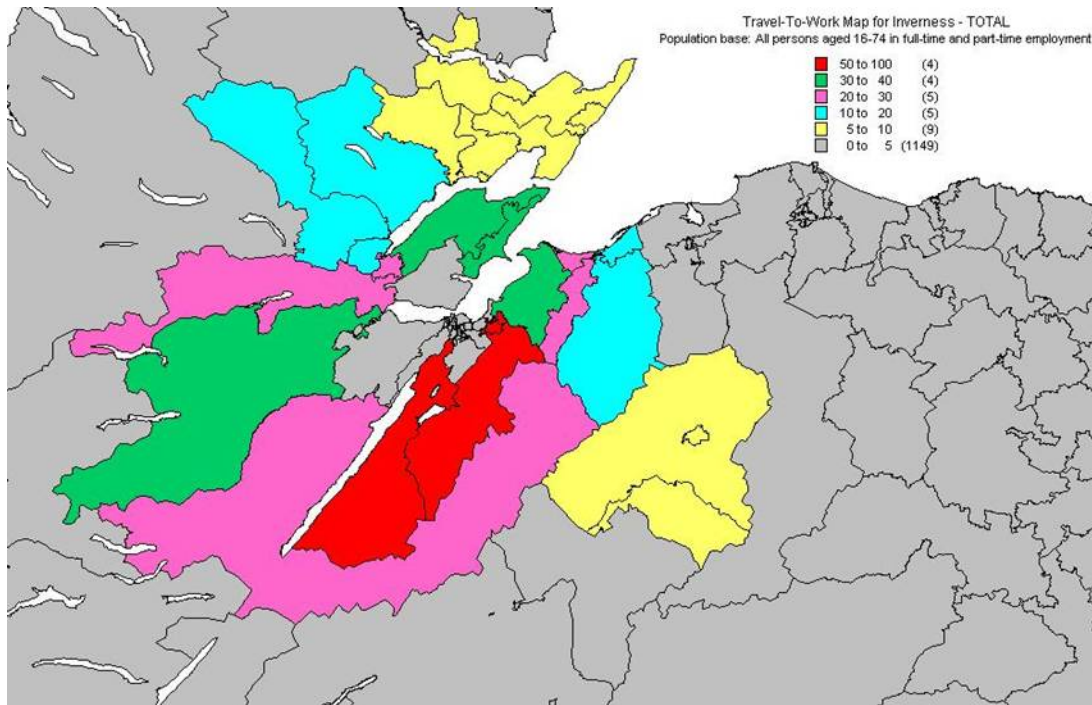 Travel-To-Work Map for Inverness - TOTAL
Population base: All persons aged 16-74 in full-time and part-time employment
50 to 100 (4)
30 to 40 (4)
20 to 30 (5)
10 to 20 (5)
5 to 10 (9)
0 to 5 (1149)